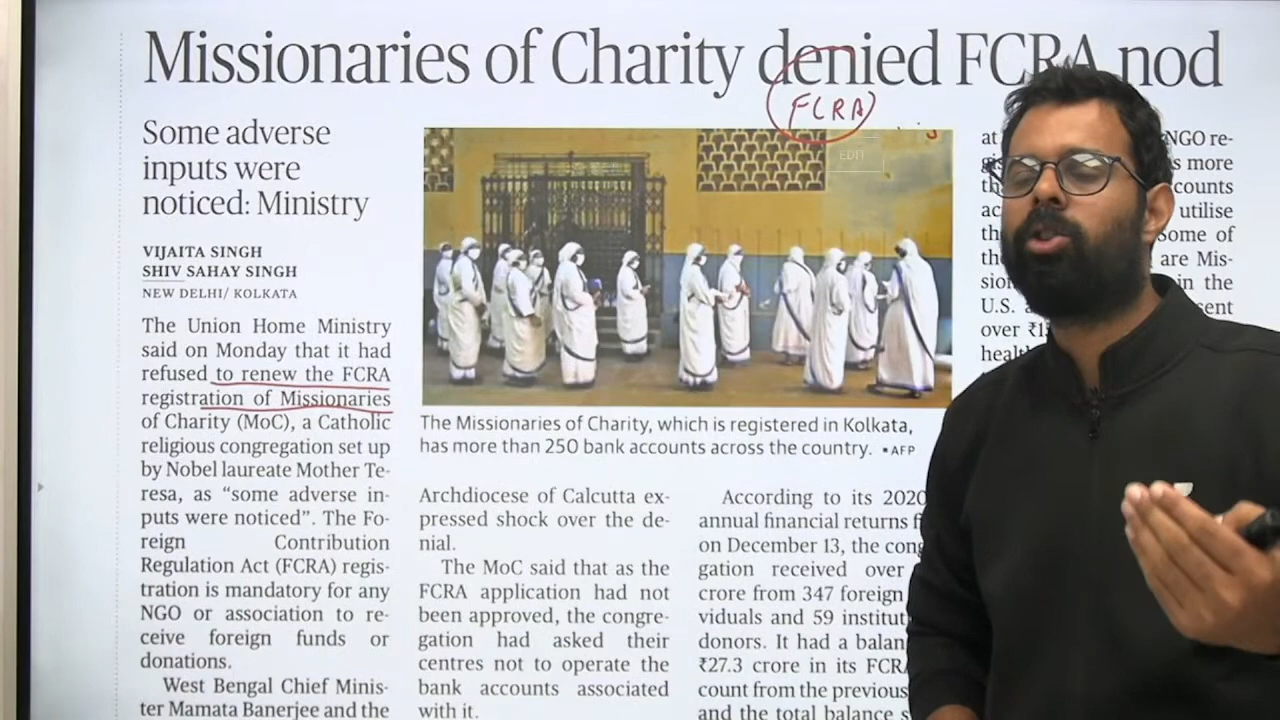 Missionaries of Charity denied FCRA nod
FCRA
EDIT
Some adverse
inputs were
noticed: Ministry
VIJAITA SINGH
SHIV SAHAY SINGH
NEW DELHI/ KOLKATA
The Union Home Ministry
said on Monday that it had
refused to renew the FCRA
registration of Missionaries
of Charity (MoC), a Catholic
religious congregation set up
by Nobel laureate Mother Te-
resa, as “some adverse in-
puts were noticed”. The Fo-
reign Contribution
Regulation Act (FCRA) regis-
tration is mandatory for any
NGO or association to re-
ceive foreign funds or
donations.
West Bengal Chief Minis-
ter Mamata Banerjee and the
The Missionaries of Charity, which is registered in Kolkata,
has more than 250 bank accounts across the country. ▪ AFP
Archdiocese of Calcutta ex-
pressed shock over the de-
nial.
The MoC said that as the
FCRA application had not
been approved, the congre-
gation had asked their
centres not to operate the
bank accounts associated
with it.
According to its 2020
annual financial returns
on December 13, the
gation received over
crore from 347 foreign
viduals and 59
donors. It had a
₹27.3 crore in its
count from the previous
and the total balance
at NGO re-
more
counts
utilise
some of
are Mis-
in the
U.S.
over